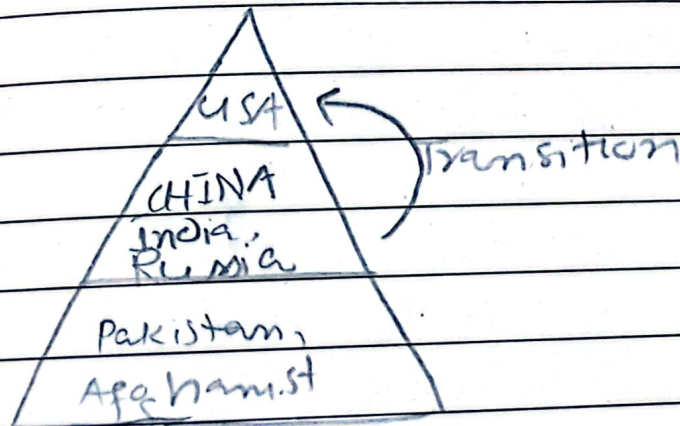 USA
Transition
CHINA
India,
Russia
Pakistan,
Afghanist